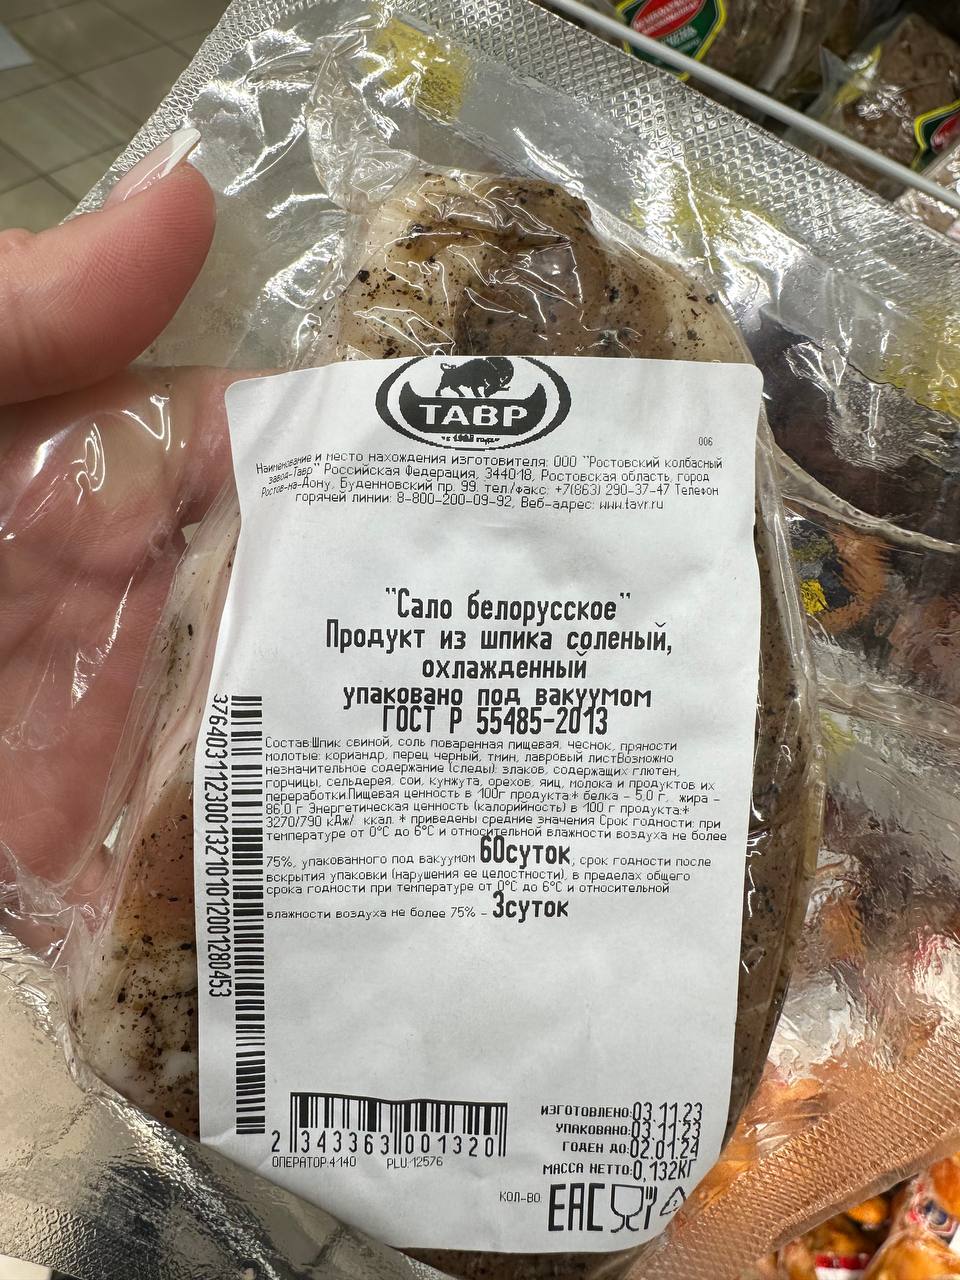 ТАВР
006
Наименование и место нахождения изготовителя: ООО "Ростовский колбасный
завод-Тавр" Российская Федерация, 344018, Ростовская область, город
Ростов-на-Дону, Буденновский пр. 99, тел./факс: +7(863) 290-37-47 Телефон
горячей линии: 8-800-200-09-92, Веб-адрес: www.tavr.ru
"Сало белорусское"
Продукт из шпика соленый,
охлажденный
упаковано под вакуумом
ГОСТ Р 55485-2013
Состав:Шпик свиной, соль поваренная пищевая, чеснок, пряности
молотые: кориандр, перец черный, тмин, лавровый листВозможно
незначительное содержание (следы): злаков, содержащих глютен,
горчицы, сельдерея, сои, кунжута, орехов, яиц, молока и продуктов их
переработки.Пищевая ценность в 100г продукта:* белка - 5,0 г, жира -
86,0 г Энергетическая ценность (калорийность) в 100 г продукта:*
3270/790 кДж/ ккал. * приведены средние значения Срок годности: при
температуре от 0°С до 6°С и относительной влажности воздуха не более
75%, упакованного под вакуумом 60суток, срок годности после
вскрытия упаковки (нарушения ее целостности), в пределах общего
срока годности при температуре от 0°С до 6°С и относительной
влажности воздуха не более 75% - 3суток
2 343363 001320
ОПЕРАТОР:4140 PLU:12576
ИЗГОТОВЛЕНО:03.11.23
УПАКОВАНО:03.11.23
ГОДЕН ДО:02.01.24
МАССА НЕТТО:0,132КГ
КОЛ-ВО:
EAC